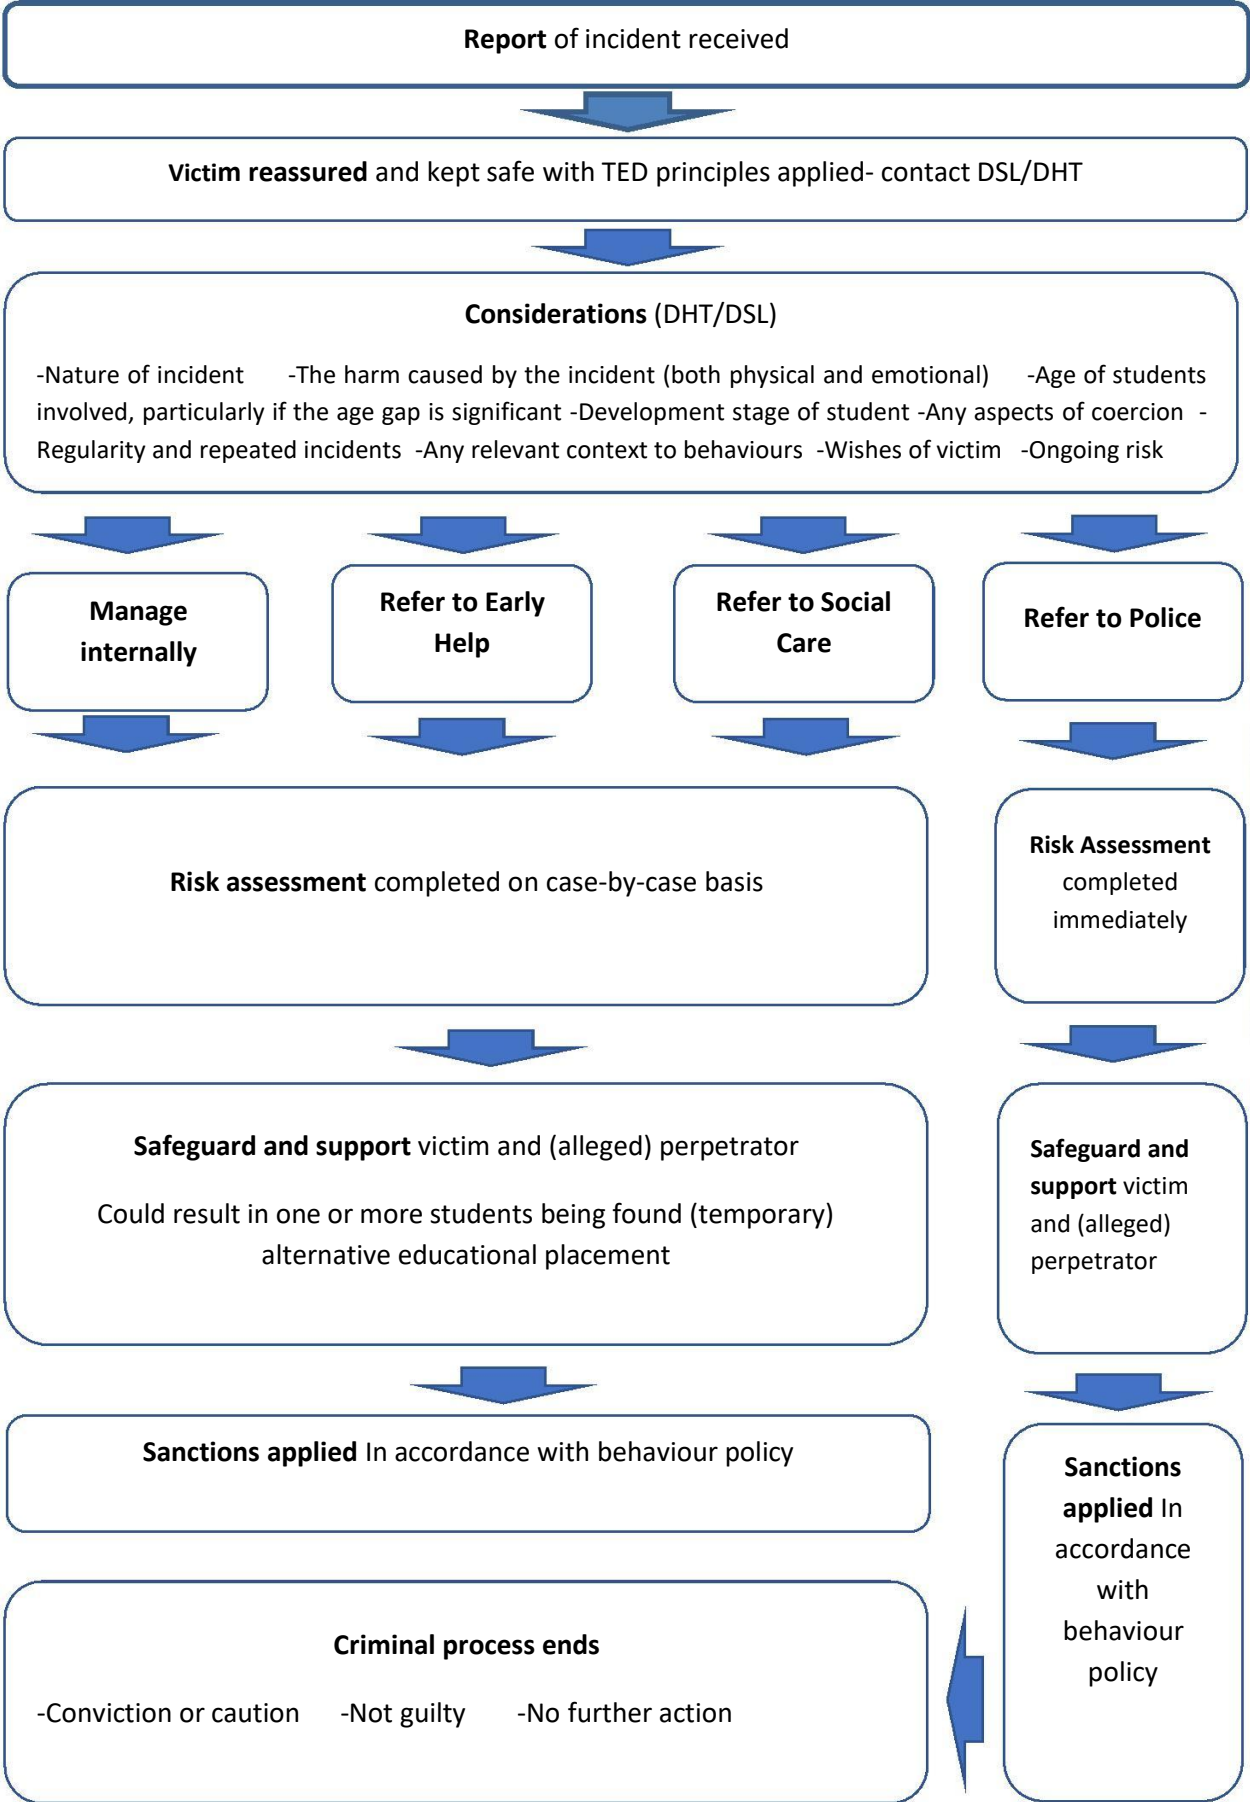 Report of incident received
Victim reassured and kept safe with TED principles applied- contact DSL/DHT
Considerations (DHT/DSL)
-Nature of incident -The harm caused by the incident (both physical and emotional) -Age of students
involved, particularly if the age gap is significant -Development stage of student -Any aspects of coercion -
Regularity and repeated incidents -Any relevant context to behaviours -Wishes of victim -Ongoing risk
Manage
internally
Refer to Early
Help
Refer to Social
Care
Refer to Police
Risk assessment completed on case-by-case basis
Risk Assessment
completed
immediately
Safeguard and support victim and (alleged) perpetrator
Could result in one or more students being found (temporary)
alternative educational placement
Safeguard and
support victim
and (alleged)
perpetrator
Sanctions applied In accordance with behaviour policy
Sanctions
applied In
accordance
with
behaviour
policy
Criminal process ends
-Conviction or caution -Not guilty -No further action